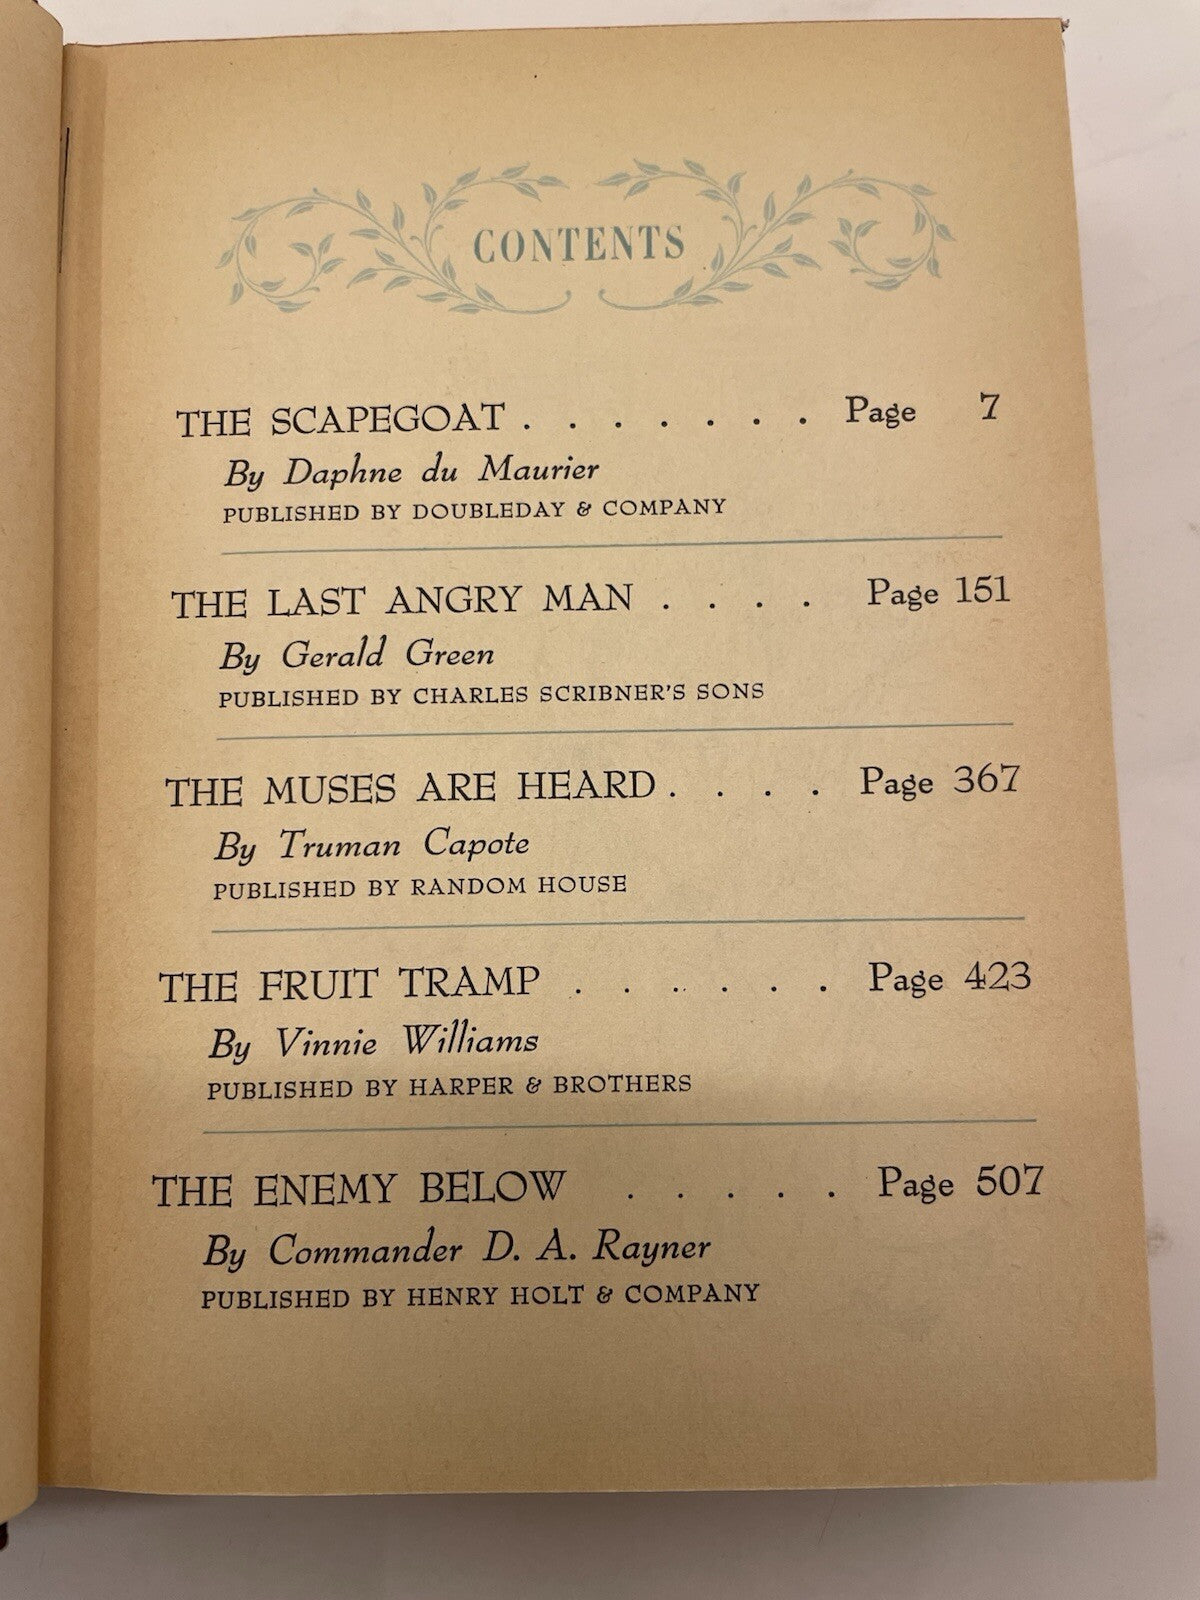 CONTENTS
THE SCAPEGOAT . . . . . . . Page 7
By Daphne du Maurier
PUBLISHED BY DOUBLEDAY & COMPANY
THE LAST ANGRY MAN . . . . Page 151
By Gerald Green
PUBLISHED BY CHARLES SCRIBNER'S SONS
THE MUSES ARE HEARD . . . . Page 367
By Truman Capote
PUBLISHED BY RANDOM HOUSE
THE FRUIT TRAMP . . . . . . Page 423
By Vinnie Williams
PUBLISHED BY HARPER & BROTHERS
THE ENEMY BELOW . . . . . Page 507
By Commander D. A. Rayner
PUBLISHED BY HENRY HOLT & COMPANY